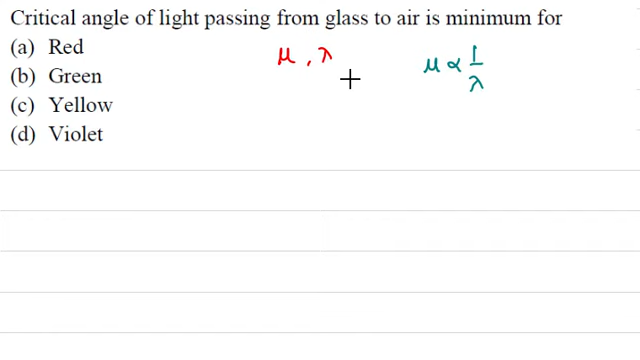 Critical angle of light passing from glass to air is minimum for
(a) Red
(b) Green
(c) Yellow
(d) Violet
μ , λ
μ ∝ 1/λ